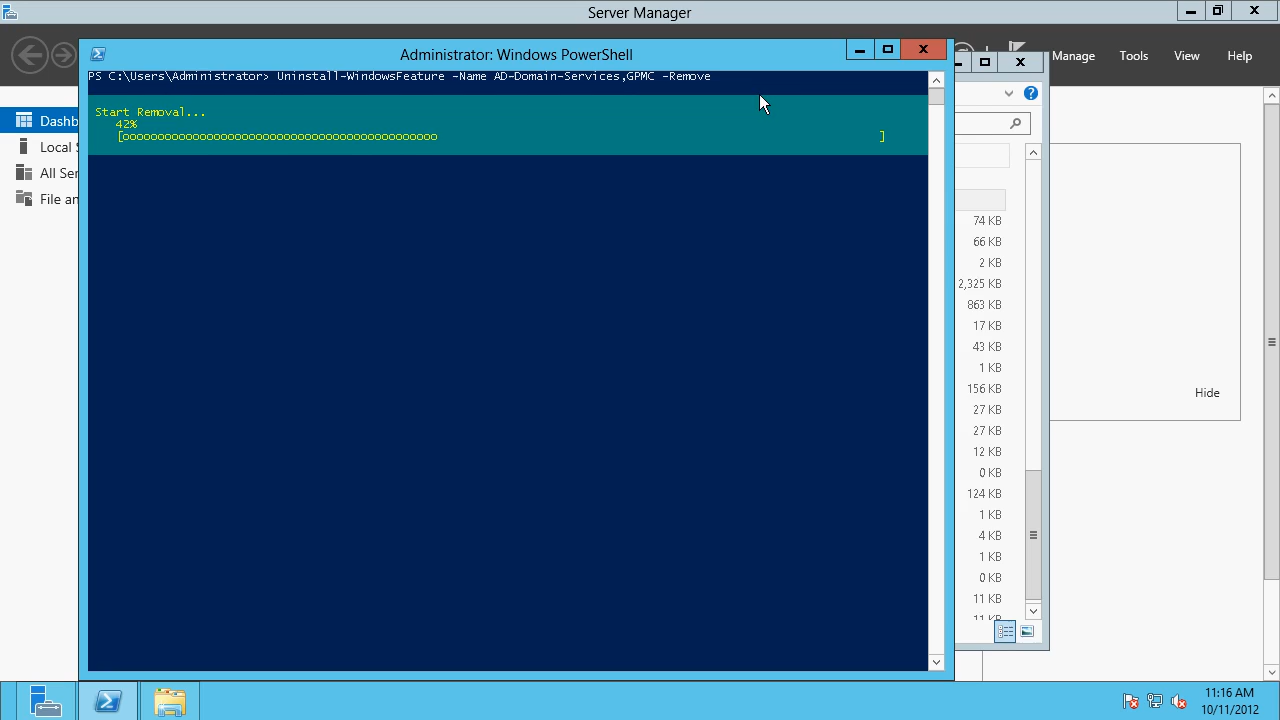 Server Manager
Manage Tools View Help
Administrator: Windows PowerShell
PS C:\Users\Administrator> Uninstall-WindowsFeature -Name AD-Domain-Services,GPMC -Remove
Start Removal...
42%
[ooooooooooooooooooooooooooooooooooooooooooooo ]
Dashb
Local S
All Ser
File an
74 KB
66 KB
2 KB
2,325 KB
863 KB
17 KB
43 KB
1 KB
156 KB
27 KB
27 KB
12 KB
0 KB
124 KB
1 KB
4 KB
1 KB
0 KB
11 KB
11 KB
Hide
11:16 AM
10/11/2012